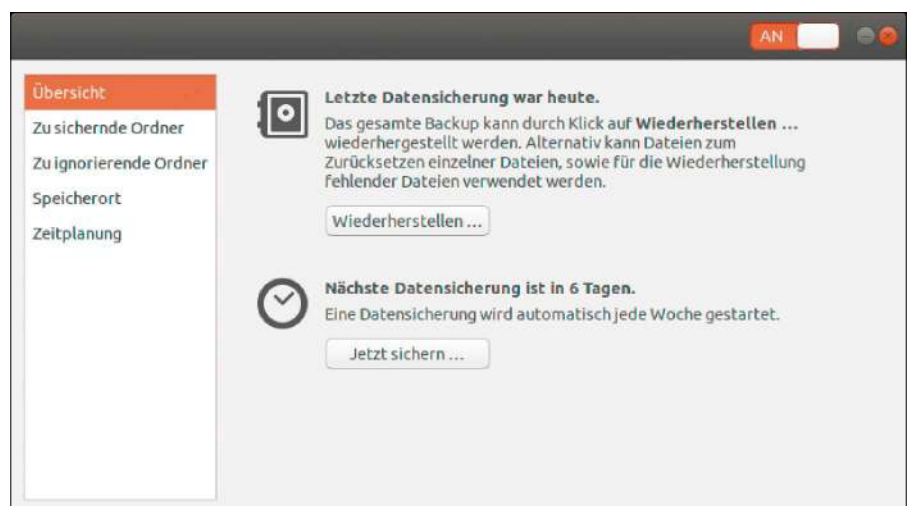 AN
Übersicht
Zu sichernde Ordner
Zu ignorierende Ordner
Speicherort
Zeitplanung
Letzte Datensicherung war heute.
Das gesamte Backup kann durch Klick auf Wiederherstellen ...
wiederhergestellt werden. Alternativ kann Dateien zum
Zurücksetzen einzelner Dateien, sowie für die Wiederherstellung
fehlender Dateien verwendet werden.
Wiederherstellen ...
Nächste Datensicherung ist in 6 Tagen.
Eine Datensicherung wird automatisch jede Woche gestartet.
Jetzt sichern ...